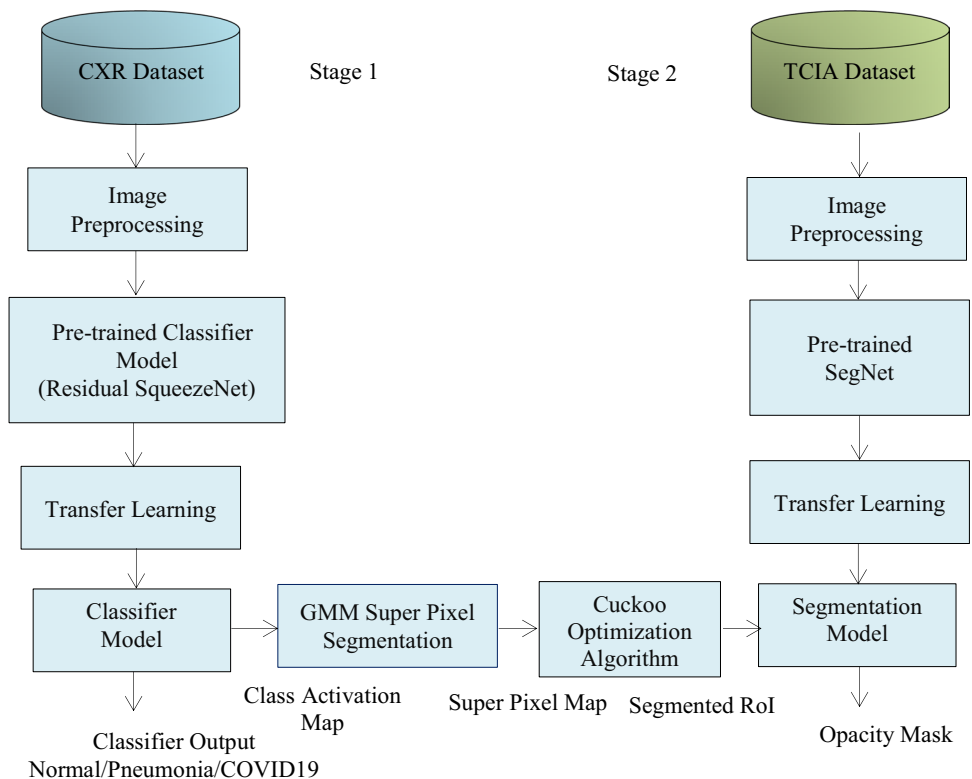 CXR Dataset
Stage 1
Stage 2
TCIA Dataset
Image
Preprocessing
Image
Preprocessing
Pre-trained Classifier
Model
(Residual SqueezeNet)
Pre-trained
SegNet
Transfer Learning
Transfer Learning
Classifier
Model
GMM Super Pixel
Segmentation
Cuckoo
Optimization
Algorithm
Segmentation
Model
Class Activation
Map
Super Pixel Map
Segmented RoI
Classifier Output
Normal/Pneumonia/COVID19
Opacity Mask